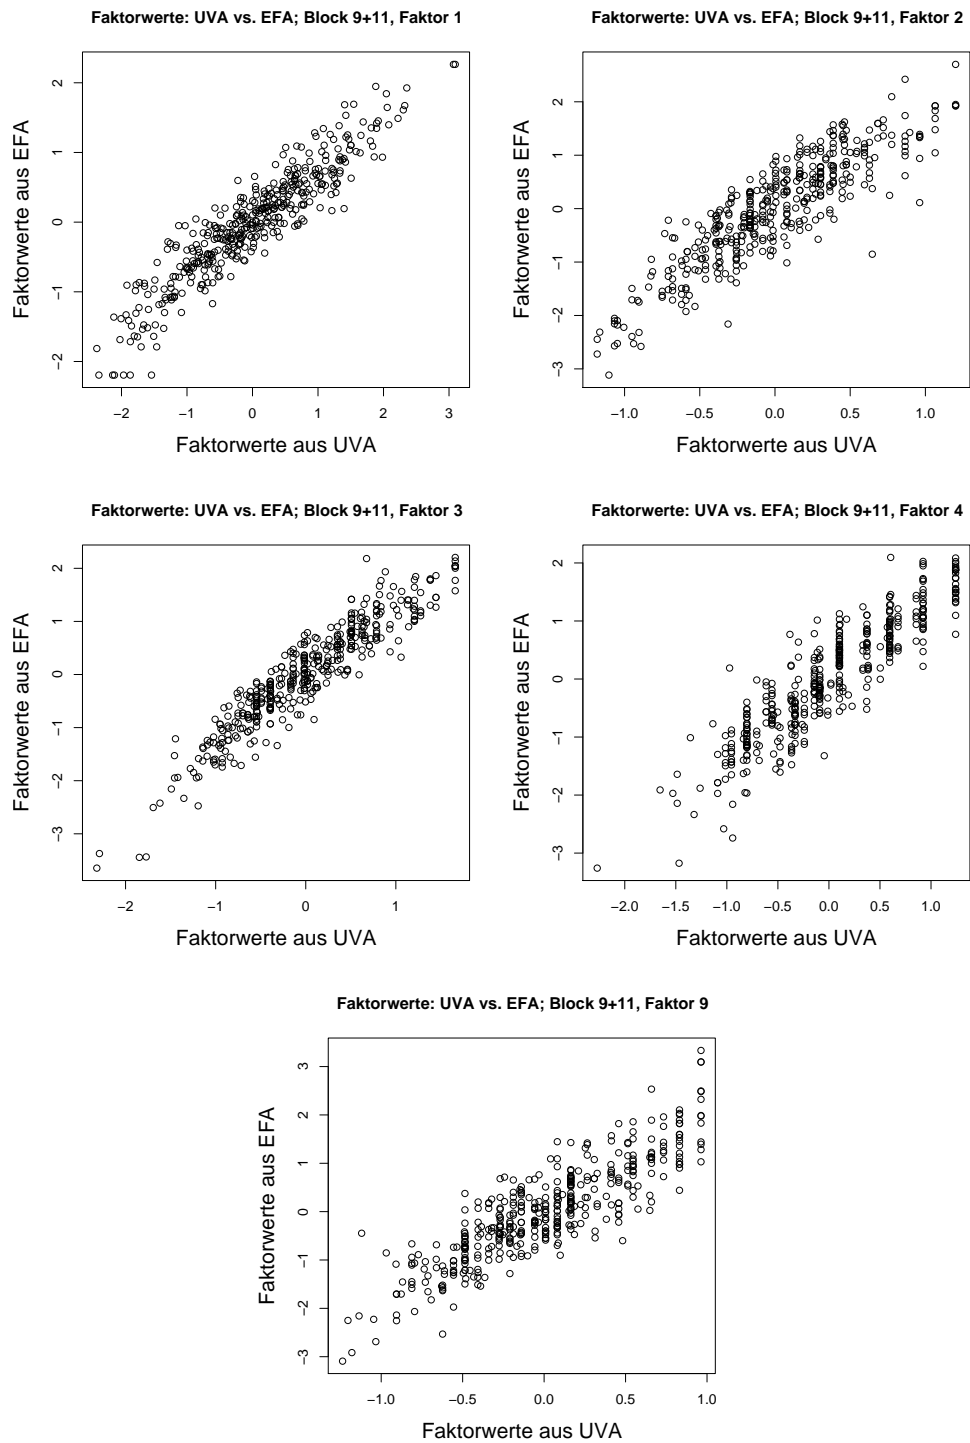 Faktorwerte: UVA vs. EFA; Block 9+11, Faktor 1
Faktorwerte aus EFA
2
1
0
−1
−2
−2 −1 0 1 2 3
Faktorwerte aus UVA
Faktorwerte: UVA vs. EFA; Block 9+11, Faktor 2
Faktorwerte aus EFA
2
1
0
−1
−2
−3
−1.0 −0.5 0.0 0.5 1.0
Faktorwerte aus UVA
Faktorwerte: UVA vs. EFA; Block 9+11, Faktor 3
Faktorwerte aus EFA
2
1
0
−1
−2
−3
−2 −1 0 1
Faktorwerte aus UVA
Faktorwerte: UVA vs. EFA; Block 9+11, Faktor 4
Faktorwerte aus EFA
2
1
0
−1
−2
−3
−2.0 −1.5 −1.0 −0.5 0.0 0.5 1.0
Faktorwerte aus UVA
Faktorwerte: UVA vs. EFA; Block 9+11, Faktor 9
Faktorwerte aus EFA
3
2
1
0
−1
−2
−3
−1.0 −0.5 0.0 0.5 1.0
Faktorwerte aus UVA